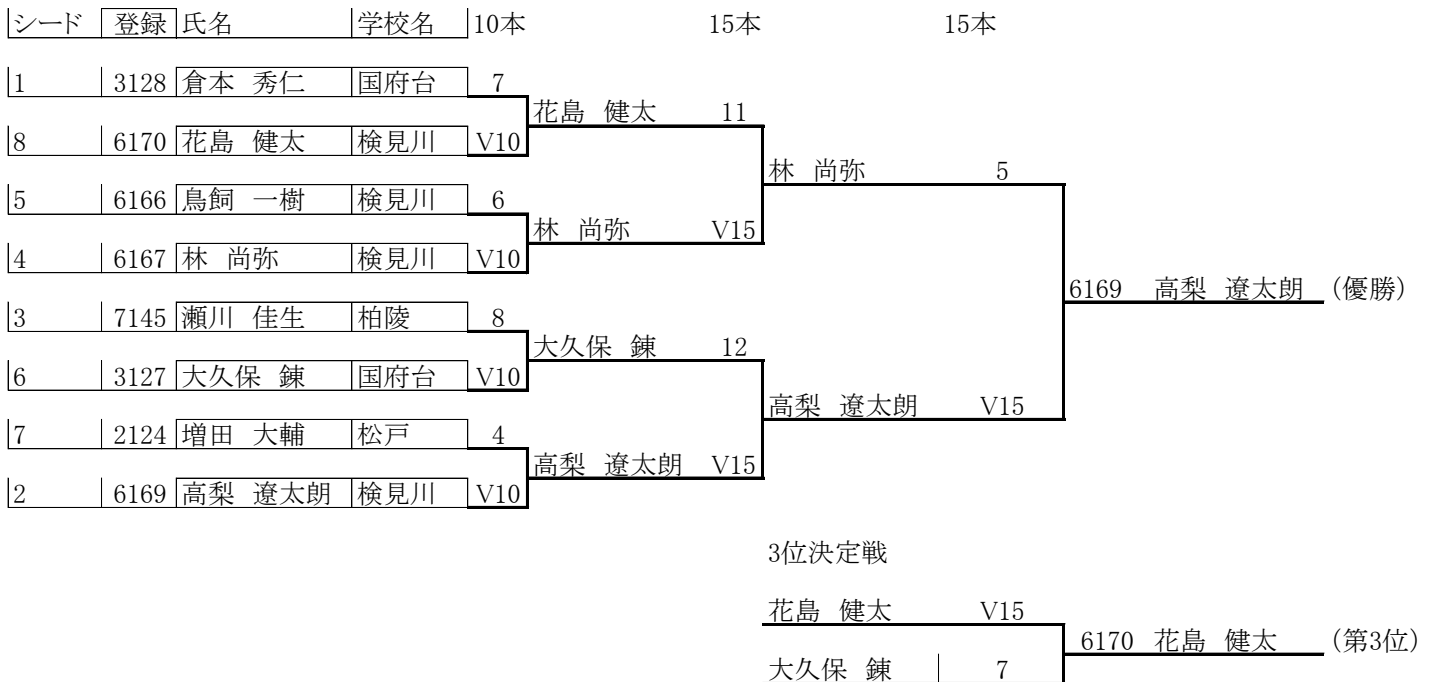 シード 登録 氏名 学校名 10本 15本 15本
1 3128 倉本 秀仁 国府台 7
花島 健太 11
8 6170 花島 健太 検見川 V10
林 尚弥 5
5 6166 鳥飼 一樹 検見川 6
林 尚弥 V15
4 6167 林 尚弥 検見川 V10
6169 高梨 遼太朗 (優勝)
3 7145 瀬川 佳生 柏陵 8
大久保 錬 12
6 3127 大久保 錬 国府台 V10
高梨 遼太朗 V15
7 2124 増田 大輔 松戸 4
高梨 遼太朗 V15
2 6169 高梨 遼太朗 検見川 V10
3位決定戦
花島 健太 V15
6170 花島 健太 (第3位)
大久保 錬 7